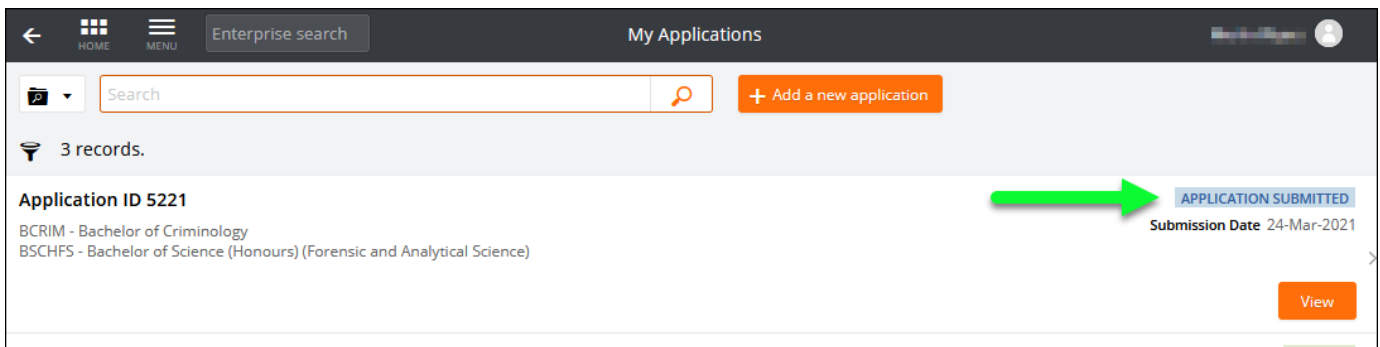 HOME
MENU
Enterprise search
My Applications
Search
+ Add a new application
3 records.
Application ID 5221
APPLICATION SUBMITTED
BCRIM - Bachelor of Criminology
Submission Date 24-Mar-2021
BSCHFS - Bachelor of Science (Honours) (Forensic and Analytical Science)
View